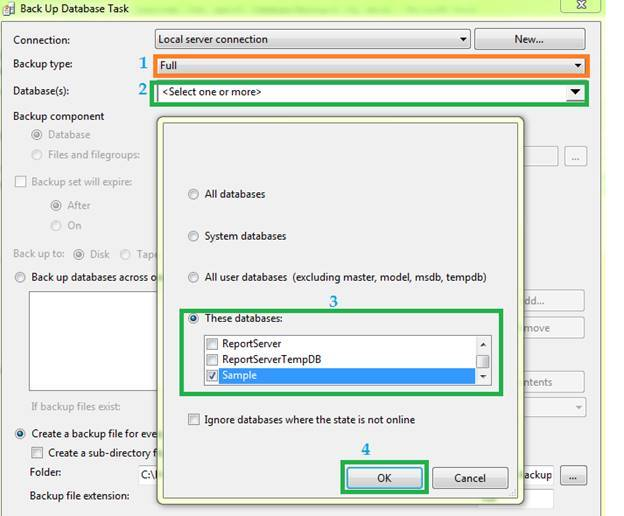 Back Up Database Task
Connection: Local server connection New...
1 Backup type: Full
2 Database(s): <Select one or more>
Backup component
Database
Files and filegroups: ...
Backup set will expire:
After
On
Back up to: Disk Tape
Back up databases across o
dd...
move
ntents
If backup files exist:
Create a backup file for eve
Create a sub-directory f
Folder: C:\ ackup ...
Backup file extension:
All databases
System databases
All user databases (excluding master, model, msdb, tempdb)
3
These databases:
ReportServer
ReportServerTempDB
Sample
Ignore databases where the state is not online
4
OK Cancel